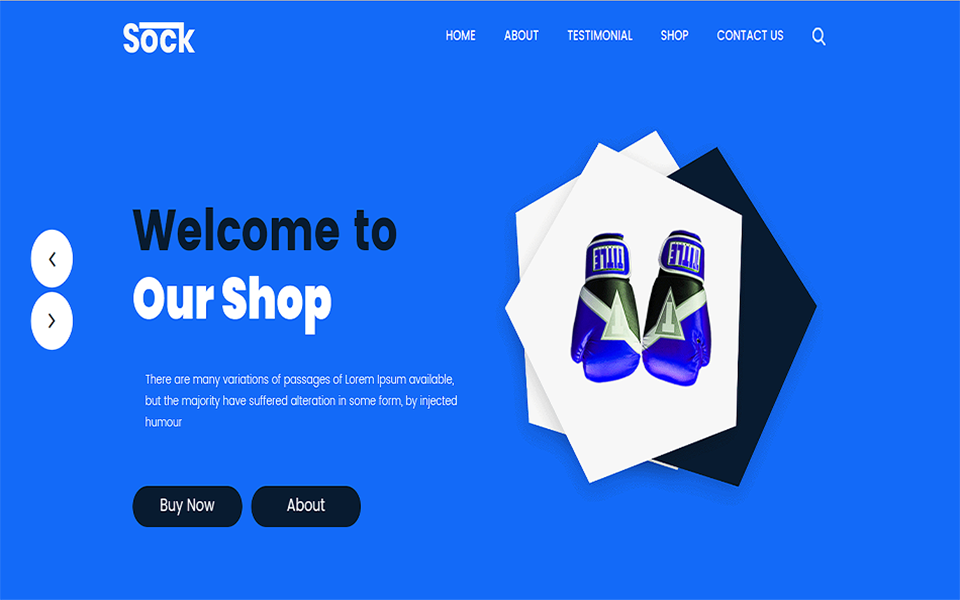 Sock
HOME ABOUT TESTIMONIAL SHOP CONTACT US
Welcome to
Our Shop
There are many variations of passages of Lorem Ipsum available,
but the majority have suffered alteration in some form, by injected
humour
Buy Now About
TITLE TITLE